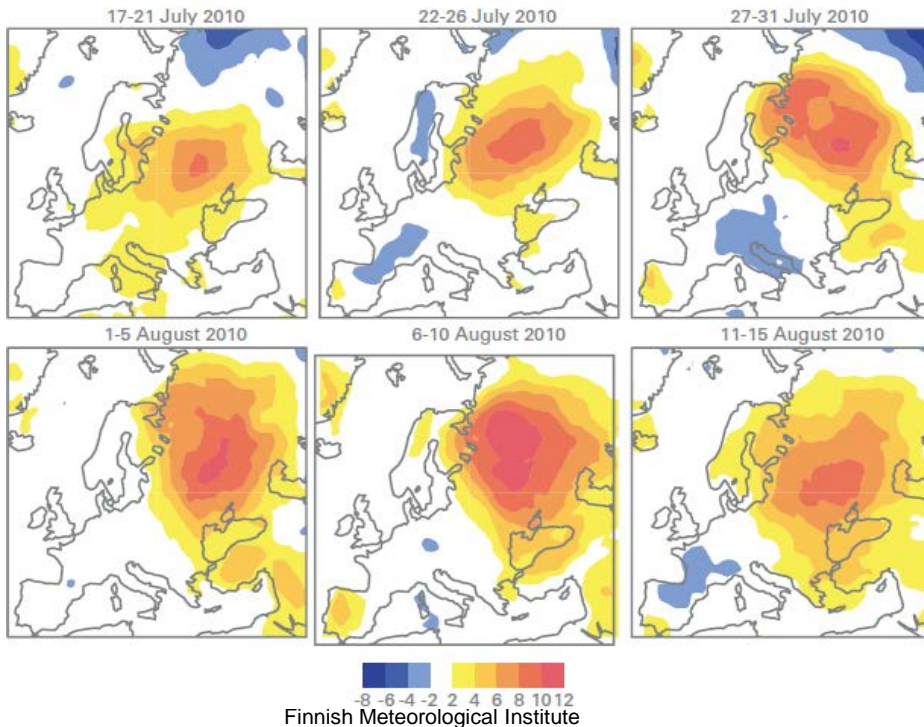 17-21 July 2010
22-26 July 2010
27-31 July 2010
1-5 August 2010
6-10 August 2010
11-15 August 2010
-8 -6 -4 -2 2 4 6 8 10 12
Finnish Meteorological Institute